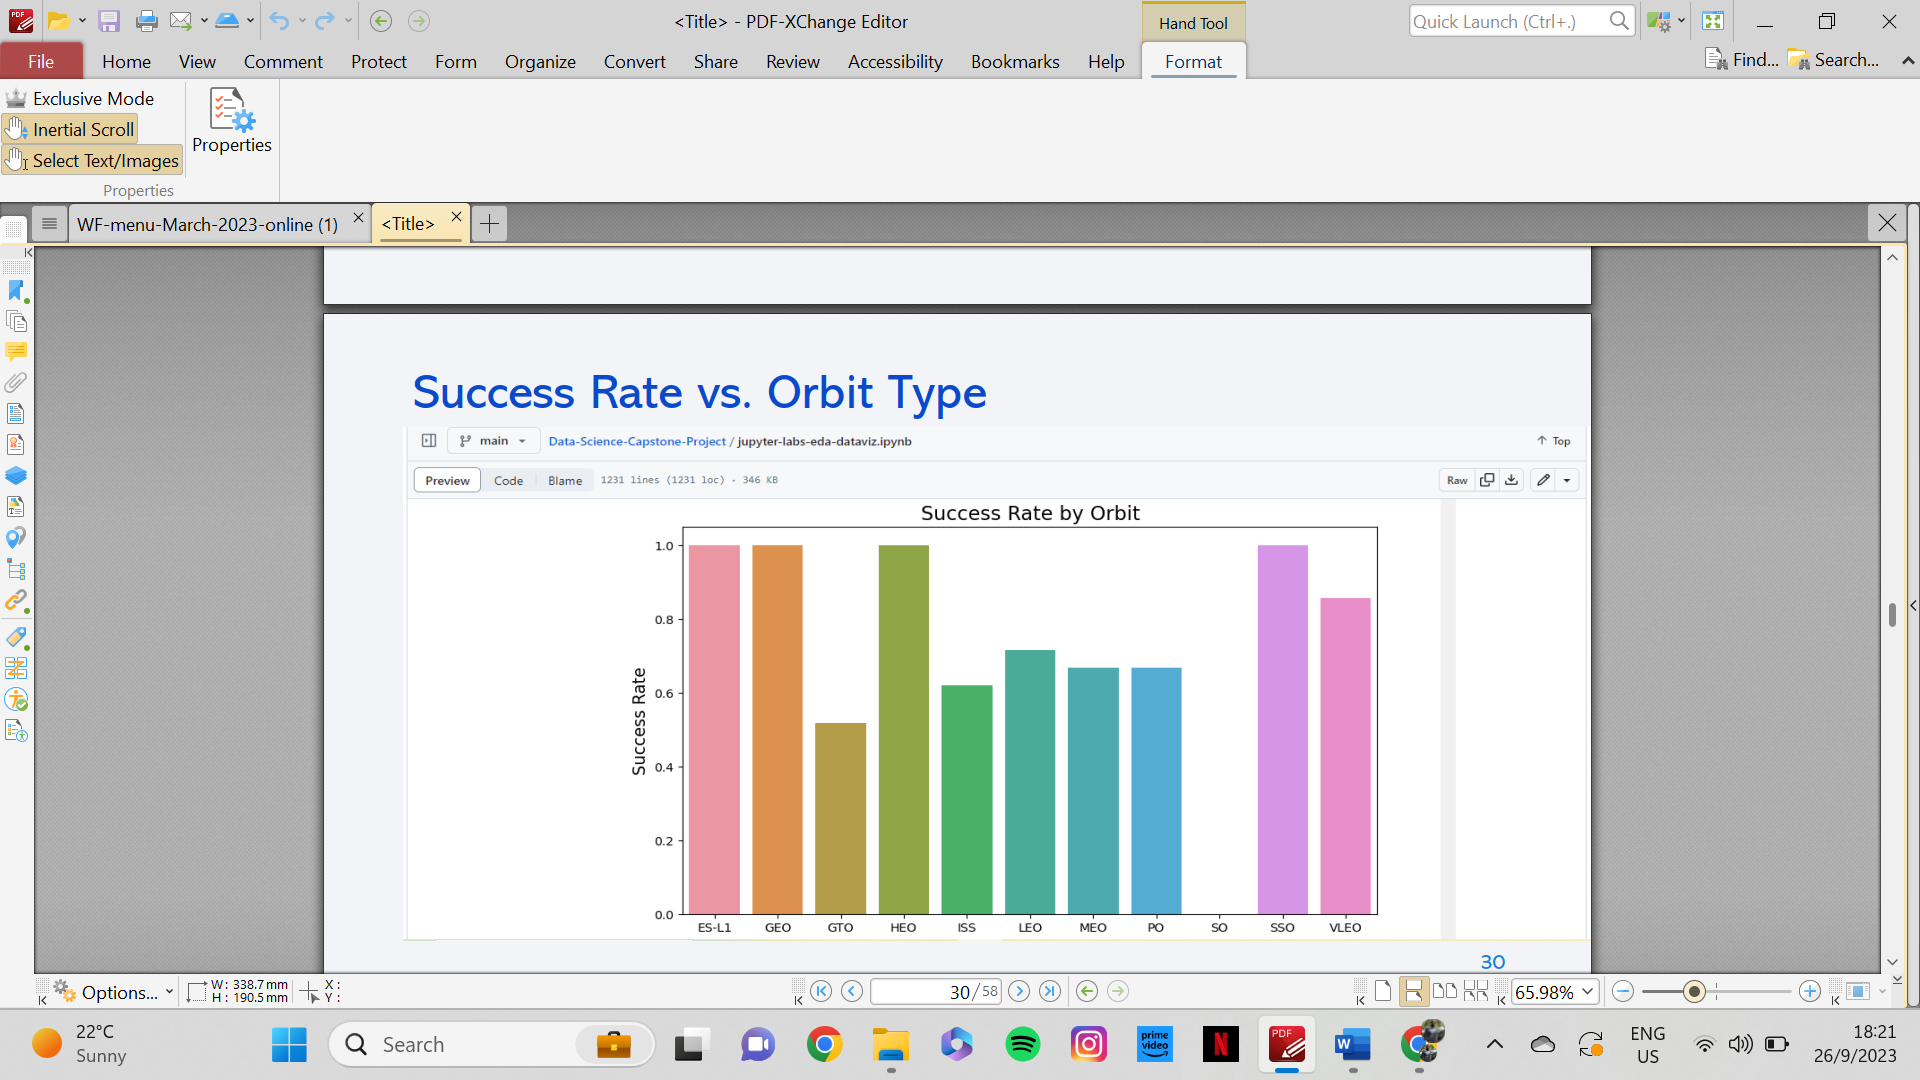 <Title> - PDF-XChange Editor
Hand Tool
Quick Launch (Ctrl+.)
File Home View Comment Protect Form Organize Convert Share Review Accessibility Bookmarks Help Format
Find... Search...
Exclusive Mode
Inertial Scroll
Select Text/Images
Properties
Properties
WF-menu-March-2023-online (1) <Title>
Success Rate vs. Orbit Type
main Data-Science-Capstone-Project / jupyter-labs-eda-dataviz.ipynb Top
Preview Code Blame 1231 lines (1231 loc) · 346 KB Raw
Success Rate by Orbit
1.0
0.8
0.6
0.4
0.2
0.0
Success Rate
ES-L1 GEO GTO HEO ISS LEO MEO PO SO SSO VLEO
30
Options...
W: 338.7 mm
H: 190.5 mm
X:
Y:
30 / 58
65.98%
22°C
Sunny
Search
PDF
prime video
N
W
ENG
US
18:21
26/9/2023